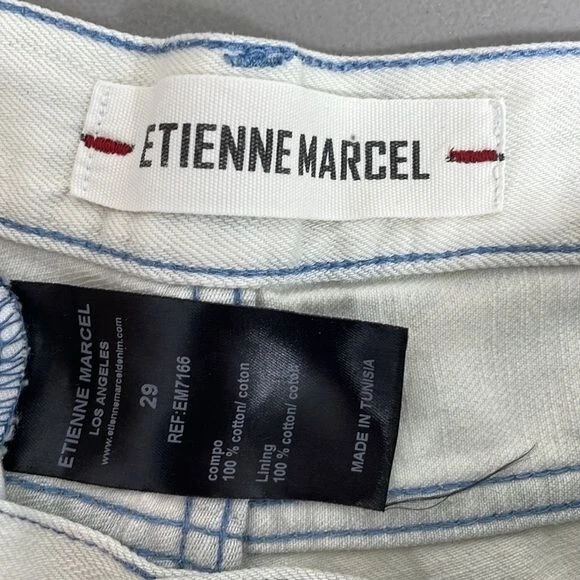 ETIENNE MARCEL
ETIENNE MARCEL
LOS ANGELES
www.etiennemarceldenim.com
29
REF:EM7166
compo
100 % cotton/ coton
Lining
100 % cotton/ coton
MADE IN TUNISIA